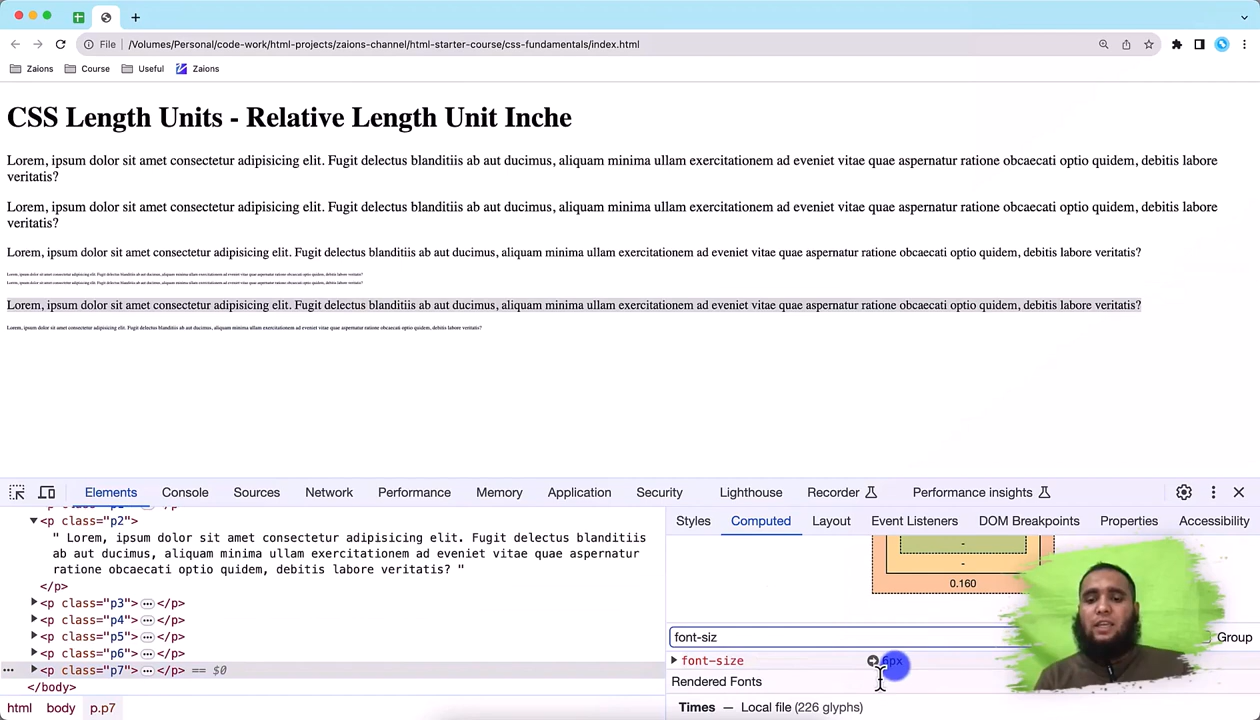 File /Volumes/Personal/code-work/html-projects/zaions-channel/html-starter-course/css-fundamentals/index.html
Zaions Course Useful Zaions
CSS Length Units - Relative Length Unit Inche
Lorem, ipsum dolor sit amet consectetur adipisicing elit. Fugit delectus blanditiis ab aut ducimus, aliquam minima ullam exercitationem ad eveniet vitae quae aspernatur ratione obcaecati optio quidem, debitis labore
veritatis?
Lorem, ipsum dolor sit amet consectetur adipisicing elit. Fugit delectus blanditiis ab aut ducimus, aliquam minima ullam exercitationem ad eveniet vitae quae aspernatur ratione obcaecati optio quidem, debitis labore
veritatis?
Lorem, ipsum dolor sit amet consectetur adipisicing elit. Fugit delectus blanditiis ab aut ducimus, aliquam minima ullam exercitationem ad eveniet vitae quae aspernatur ratione obcaecati optio quidem, debitis labore veritatis?
Lorem, ipsum dolor sit amet consectetur adipisicing elit. Fugit delectus blanditiis ab aut ducimus, aliquam minima ullam exercitationem ad eveniet vitae quae aspernatur ratione obcaecati optio quidem, debitis labore veritatis?
Lorem, ipsum dolor sit amet consectetur adipisicing elit. Fugit delectus blanditiis ab aut ducimus, aliquam minima ullam exercitationem ad eveniet vitae quae aspernatur ratione obcaecati optio quidem, debitis labore veritatis?
Lorem, ipsum dolor sit amet consectetur adipisicing elit. Fugit delectus blanditiis ab aut ducimus, aliquam minima ullam exercitationem ad eveniet vitae quae aspernatur ratione obcaecati optio quidem, debitis labore veritatis?
Lorem, ipsum dolor sit amet consectetur adipisicing elit. Fugit delectus blanditiis ab aut ducimus, aliquam minima ullam exercitationem ad eveniet vitae quae aspernatur ratione obcaecati optio quidem, debitis labore veritatis?
Elements Console Sources Network Performance Memory Application Security Lighthouse Recorder Performance insights
<p class="p2">
" Lorem, ipsum dolor sit amet consectetur adipisicing elit. Fugit delectus blanditiis
ab aut ducimus, aliquam minima ullam exercitationem ad eveniet vitae quae aspernatur
ratione obcaecati optio quidem, debitis labore veritatis? "
</p>
<p class="p3">⋯</p>
<p class="p4">⋯</p>
<p class="p5">⋯</p>
<p class="p6">⋯</p>
<p class="p7">⋯</p> == $0
</body>
html body p.p7
Styles Computed Layout Event Listeners DOM Breakpoints Properties Accessibility
-
-
0.160
font-siz
Group
font-size 6px
Rendered Fonts
Times — Local file (226 glyphs)